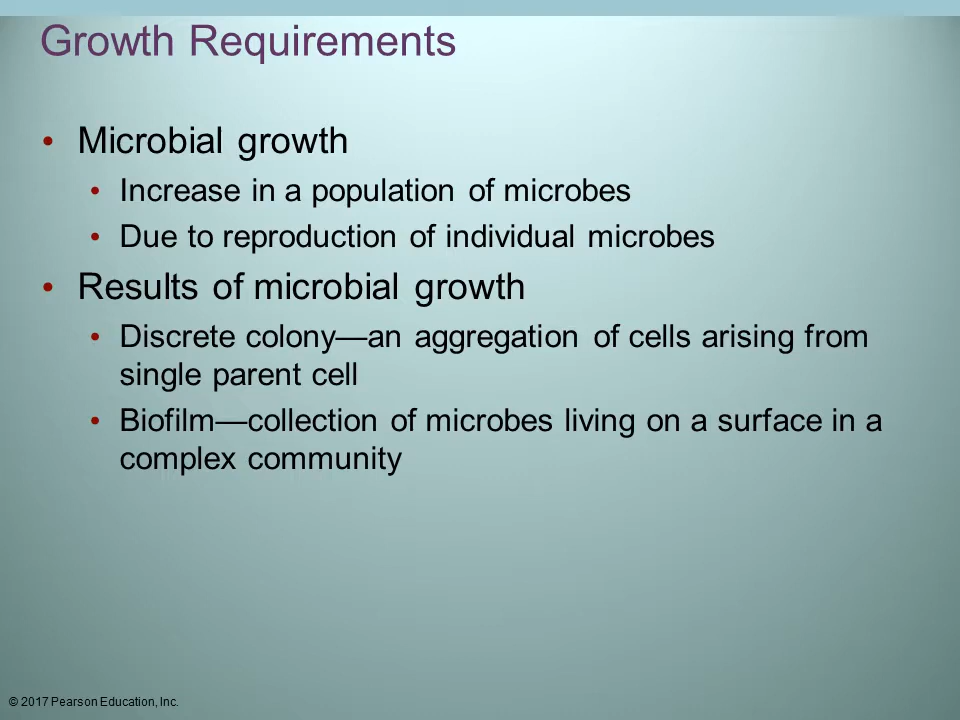 Growth Requirements
• Microbial growth
• Increase in a population of microbes
• Due to reproduction of individual microbes
• Results of microbial growth
• Discrete colony—an aggregation of cells arising from
single parent cell
• Biofilm—collection of microbes living on a surface in a
complex community
© 2017 Pearson Education, Inc.